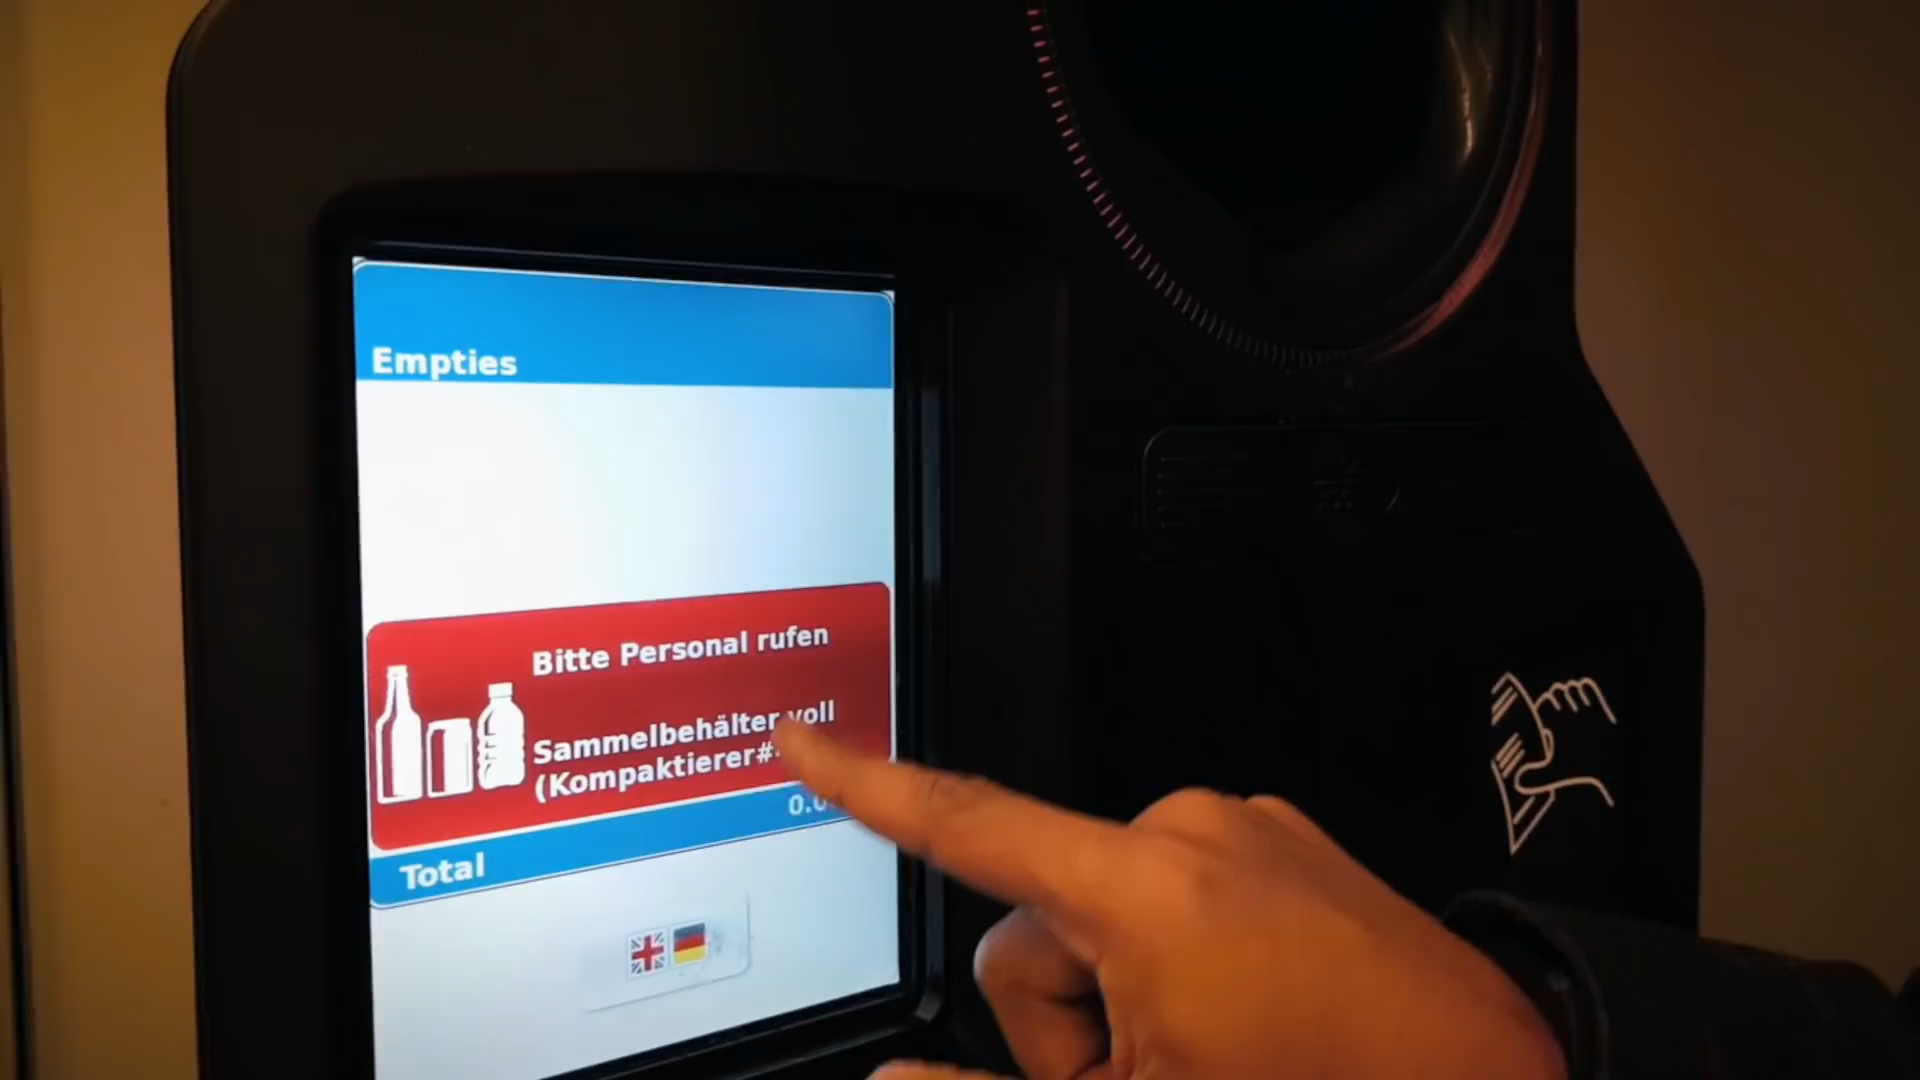 Empties
Bitte Personal rufen
Sammelbehälter voll
(Kompaktierer#
Total